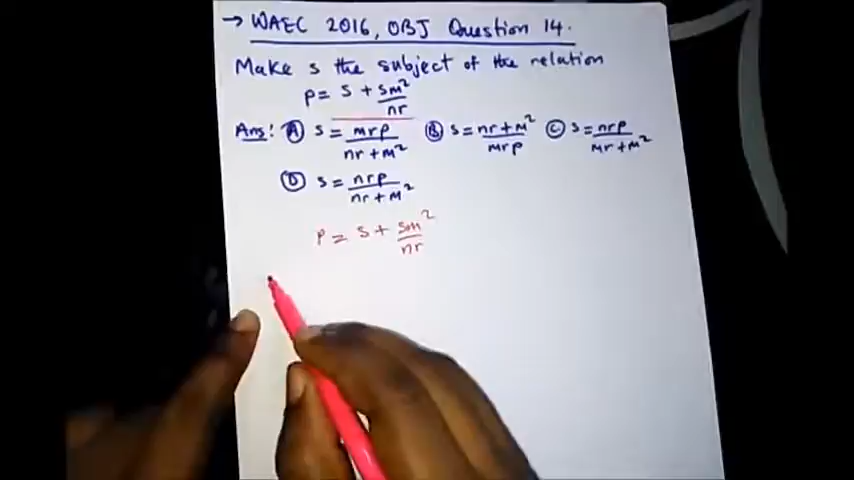 → WAEC 2016, OBJ Question 14.
Make s the subject of the relation
p = s + sm²/nr
Ans: (A) s = mrp/nr + m² (B) s = nr + m²/mrp (C) s = nrp/mr + m²
(D) s = nrp/nr + m²
p = s + sm²/nr